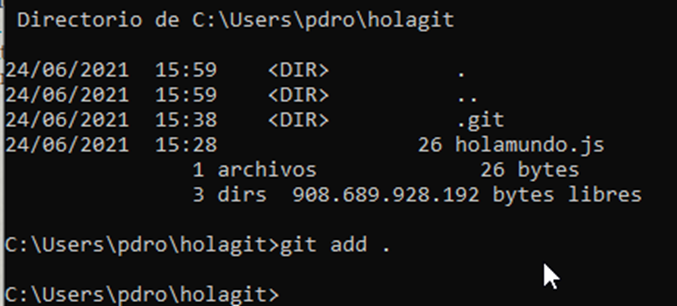 Directorio de C:\Users\pdro\holagit
24/06/2021  15:59    <DIR>          .
24/06/2021  15:59    <DIR>          ..
24/06/2021  15:38    <DIR>          .git
24/06/2021  15:28                26 holamundo.js
1 archivos             26 bytes
3 dirs  908.689.928.192 bytes libres
C:\Users\pdro\holagit>git add .
C:\Users\pdro\holagit>